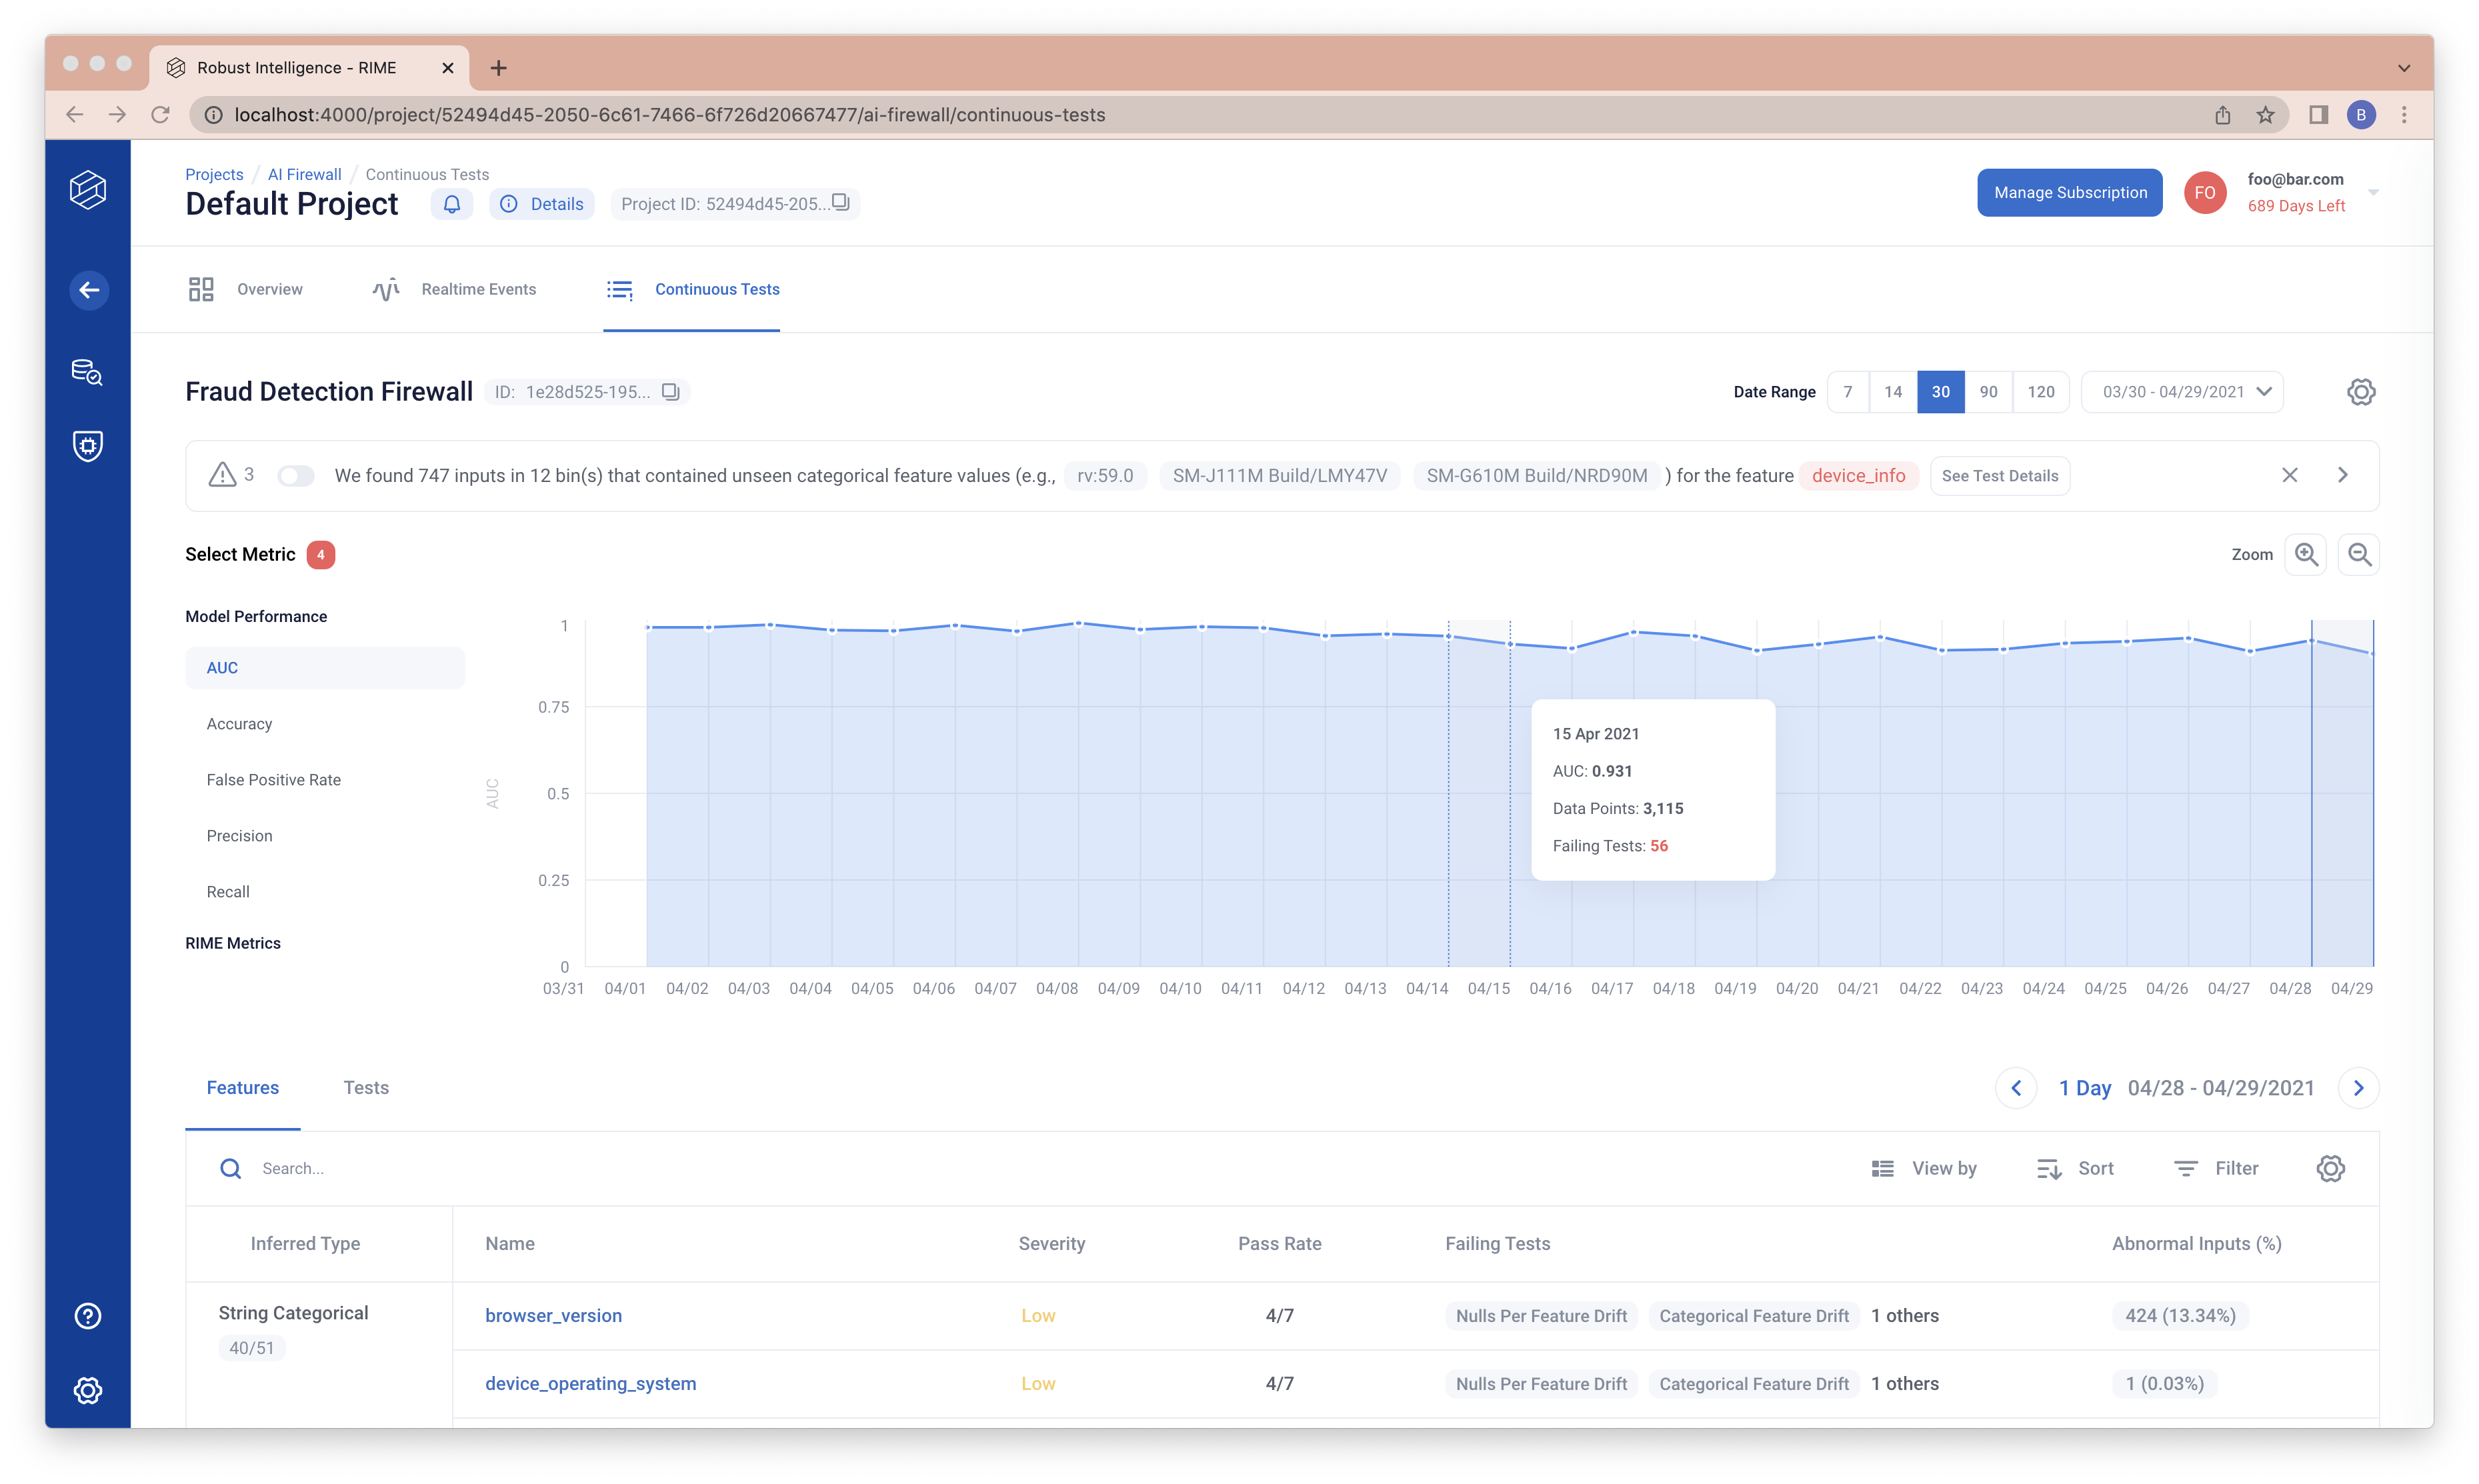 Robust Intelligence - RIME
localhost:4000/project/52494d45-2050-6c61-7466-6f726d20667477/ai-firewall/continuous-tests
B
Projects / AI Firewall / Continuous Tests
Default Project
Details
Project ID: 52494d45-205...
Manage Subscription
FO
foo@bar.com
689 Days Left
Overview
Realtime Events
Continuous Tests
Fraud Detection Firewall
ID: 1e28d525-195...
Date Range
7 14 30 90 120
03/30 - 04/29/2021
3
We found 747 inputs in 12 bin(s) that contained unseen categorical feature values (e.g., rv:59.0 SM-J111M Build/LMY47V SM-G610M Build/NRD90M ) for the feature device_info
See Test Details
Select Metric 4
Zoom
Model Performance
AUC
Accuracy
False Positive Rate
Precision
Recall
RIME Metrics
AUC
1
0.75
0.5
0.25
0
15 Apr 2021
AUC: 0.931
Data Points: 3,115
Failing Tests: 56
03/31 04/01 04/02 04/03 04/04 04/05 04/06 04/07 04/08 04/09 04/10 04/11 04/12 04/13 04/14 04/15 04/16 04/17 04/18 04/19 04/20 04/21 04/22 04/23 04/24 04/25 04/26 04/27 04/28 04/29
Features
Tests
1 Day 04/28 - 04/29/2021
Search...
View by
Sort
Filter
Inferred Type Name Severity Pass Rate Failing Tests Abnormal Inputs (%)
String Categorical
40/51
browser_version Low 4/7 Nulls Per Feature Drift Categorical Feature Drift 1 others 424 (13.34%)
device_operating_system Low 4/7 Nulls Per Feature Drift Categorical Feature Drift 1 others 1 (0.03%)